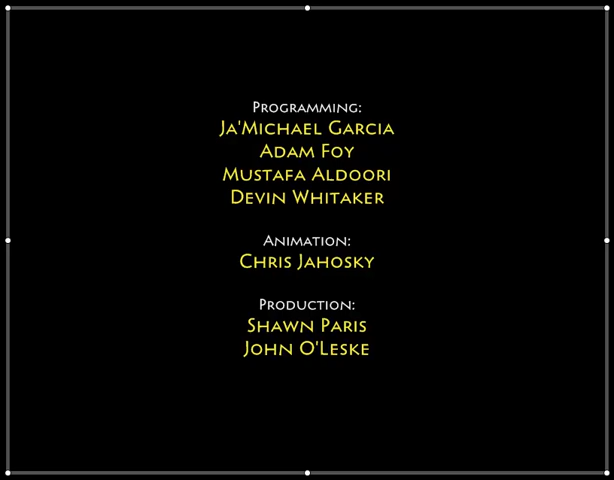 Programming:
Ja'Michael Garcia
Adam Foy
Mustafa Aldoori
Devin Whitaker
Animation:
Chris Jahosky
Production:
Shawn Paris
John O'Leske